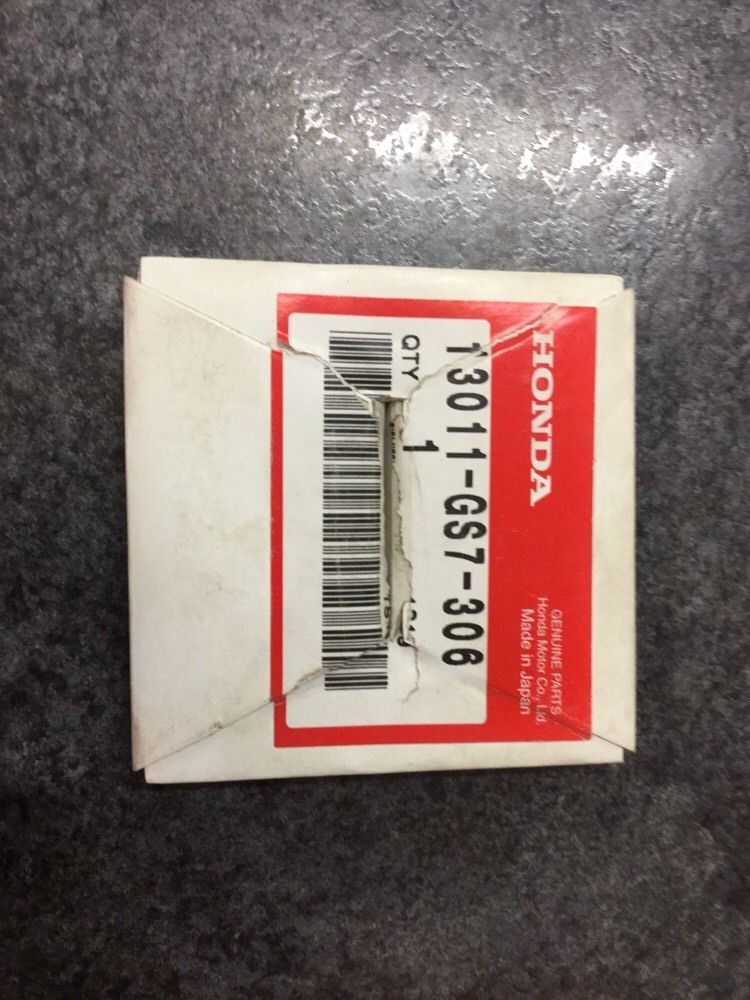 HONDA
GENUINE PARTS
Honda Motor Co., Ltd.
Made in Japan
13011-GS7-306
QTY 1